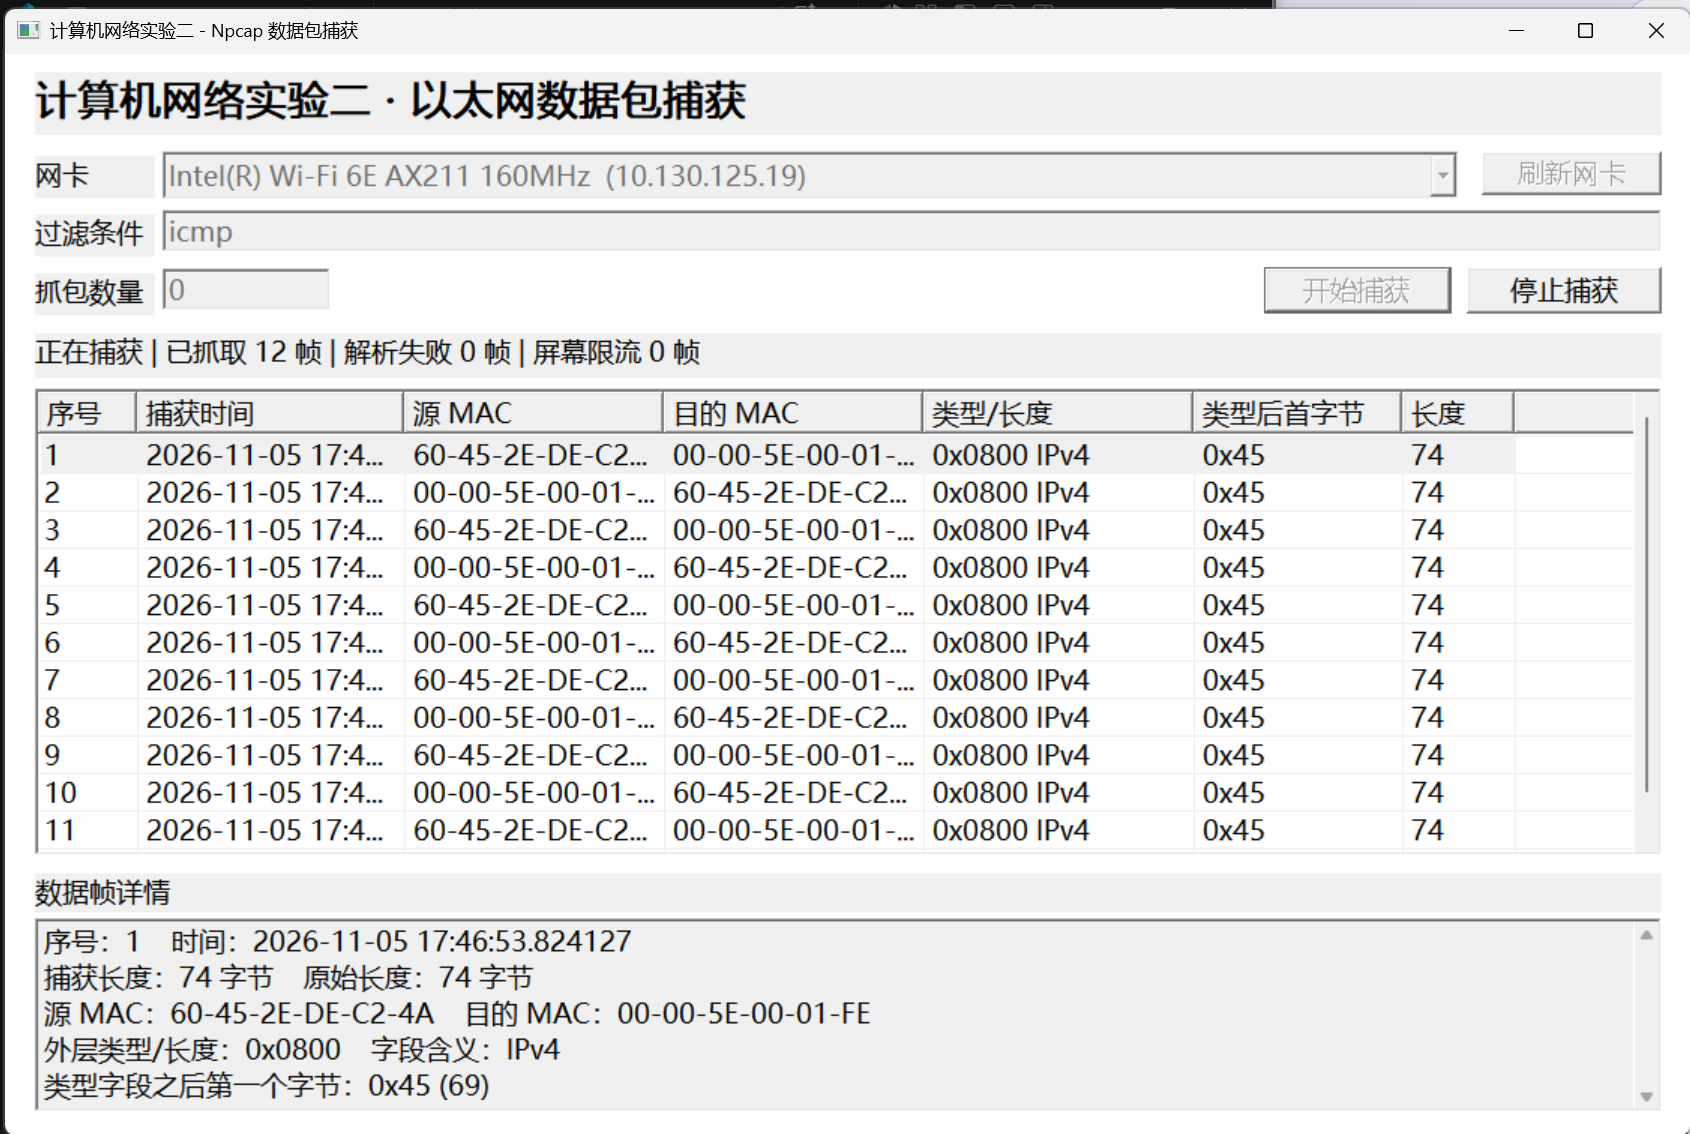 计算机网络实验二 - Npcap 数据包捕获
计算机网络实验二 · 以太网数据包捕获
网卡 Intel(R) Wi-Fi 6E AX211 160MHz (10.130.125.19) 刷新网卡
过滤条件 icmp
抓包数量 0 开始捕获 停止捕获
正在捕获 | 已抓取 12 帧 | 解析失败 0 帧 | 屏幕限流 0 帧
序号 捕获时间 源 MAC 目的 MAC 类型/长度 类型后首字节 长度
1 2026-11-05 17:4... 60-45-2E-DE-C2... 00-00-5E-00-01-... 0x0800 IPv4 0x45 74
2 2026-11-05 17:4... 00-00-5E-00-01-... 60-45-2E-DE-C2... 0x0800 IPv4 0x45 74
3 2026-11-05 17:4... 60-45-2E-DE-C2... 00-00-5E-00-01-... 0x0800 IPv4 0x45 74
4 2026-11-05 17:4... 00-00-5E-00-01-... 60-45-2E-DE-C2... 0x0800 IPv4 0x45 74
5 2026-11-05 17:4... 60-45-2E-DE-C2... 00-00-5E-00-01-... 0x0800 IPv4 0x45 74
6 2026-11-05 17:4... 00-00-5E-00-01-... 60-45-2E-DE-C2... 0x0800 IPv4 0x45 74
7 2026-11-05 17:4... 60-45-2E-DE-C2... 00-00-5E-00-01-... 0x0800 IPv4 0x45 74
8 2026-11-05 17:4... 00-00-5E-00-01-... 60-45-2E-DE-C2... 0x0800 IPv4 0x45 74
9 2026-11-05 17:4... 60-45-2E-DE-C2... 00-00-5E-00-01-... 0x0800 IPv4 0x45 74
10 2026-11-05 17:4... 00-00-5E-00-01-... 60-45-2E-DE-C2... 0x0800 IPv4 0x45 74
11 2026-11-05 17:4... 60-45-2E-DE-C2... 00-00-5E-00-01-... 0x0800 IPv4 0x45 74
数据帧详情
序号：1 时间：2026-11-05 17:46:53.824127
捕获长度：74 字节 原始长度：74 字节
源 MAC：60-45-2E-DE-C2-4A 目的 MAC：00-00-5E-00-01-FE
外层类型/长度：0x0800 字段含义：IPv4
类型字段之后第一个字节：0x45 (69)